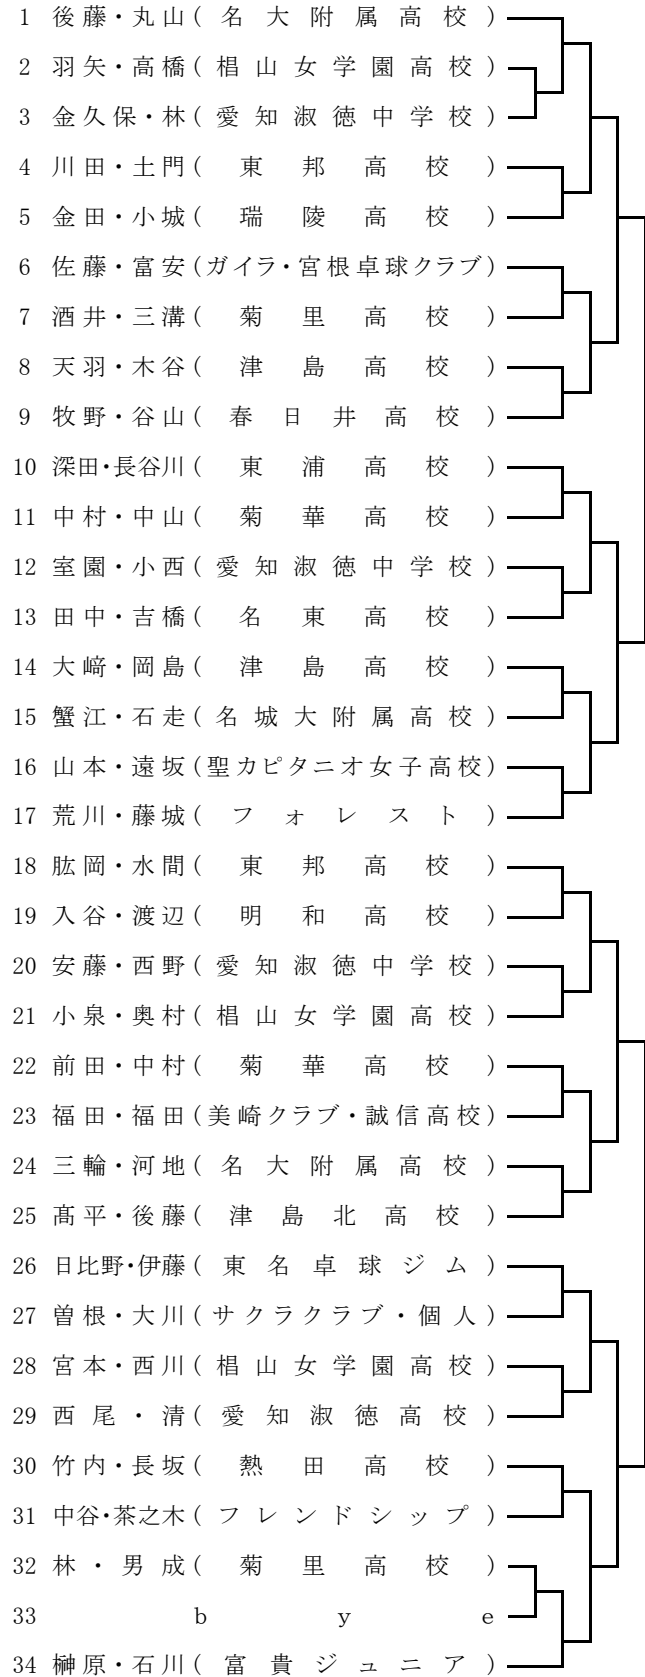 1 後藤・丸山(名大附属高校)
2 羽矢・高橋(椙山女学園高校)
3 金久保・林(愛知淑徳中学校)
4 川田・土門(東邦高校)
5 金田・小城(瑞陵高校)
6 佐藤・富安(ガイラ・宮根卓球クラブ)
7 酒井・三溝(菊里高校)
8 天羽・木谷(津島高校)
9 牧野・谷山(春日井高校)
10 深田・長谷川(東浦高校)
11 中村・中山(菊華高校)
12 室園・小西(愛知淑徳中学校)
13 田中・吉橋(名東高校)
14 大﨑・岡島(津島高校)
15 蟹江・石走(名城大附属高校)
16 山本・遠坂(聖カピタニオ女子高校)
17 荒川・藤城(フォレスト)
18 肱岡・水間(東邦高校)
19 入谷・渡辺(明和高校)
20 安藤・西野(愛知淑徳中学校)
21 小泉・奥村(椙山女学園高校)
22 前田・中村(菊華高校)
23 福田・福田(美崎クラブ・誠信高校)
24 三輪・河地(名大附属高校)
25 髙平・後藤(津島北高校)
26 日比野・伊藤(東名卓球ジム)
27 曽根・大川(サクラクラブ・個人)
28 宮本・西川(椙山女学園高校)
29 西尾・清(愛知淑徳高校)
30 竹内・長坂(熱田高校)
31 中谷・茶之木(フレンドシップ)
32 林・男成(菊里高校)
33 bye
34 榊原・石川(富貴ジュニア)